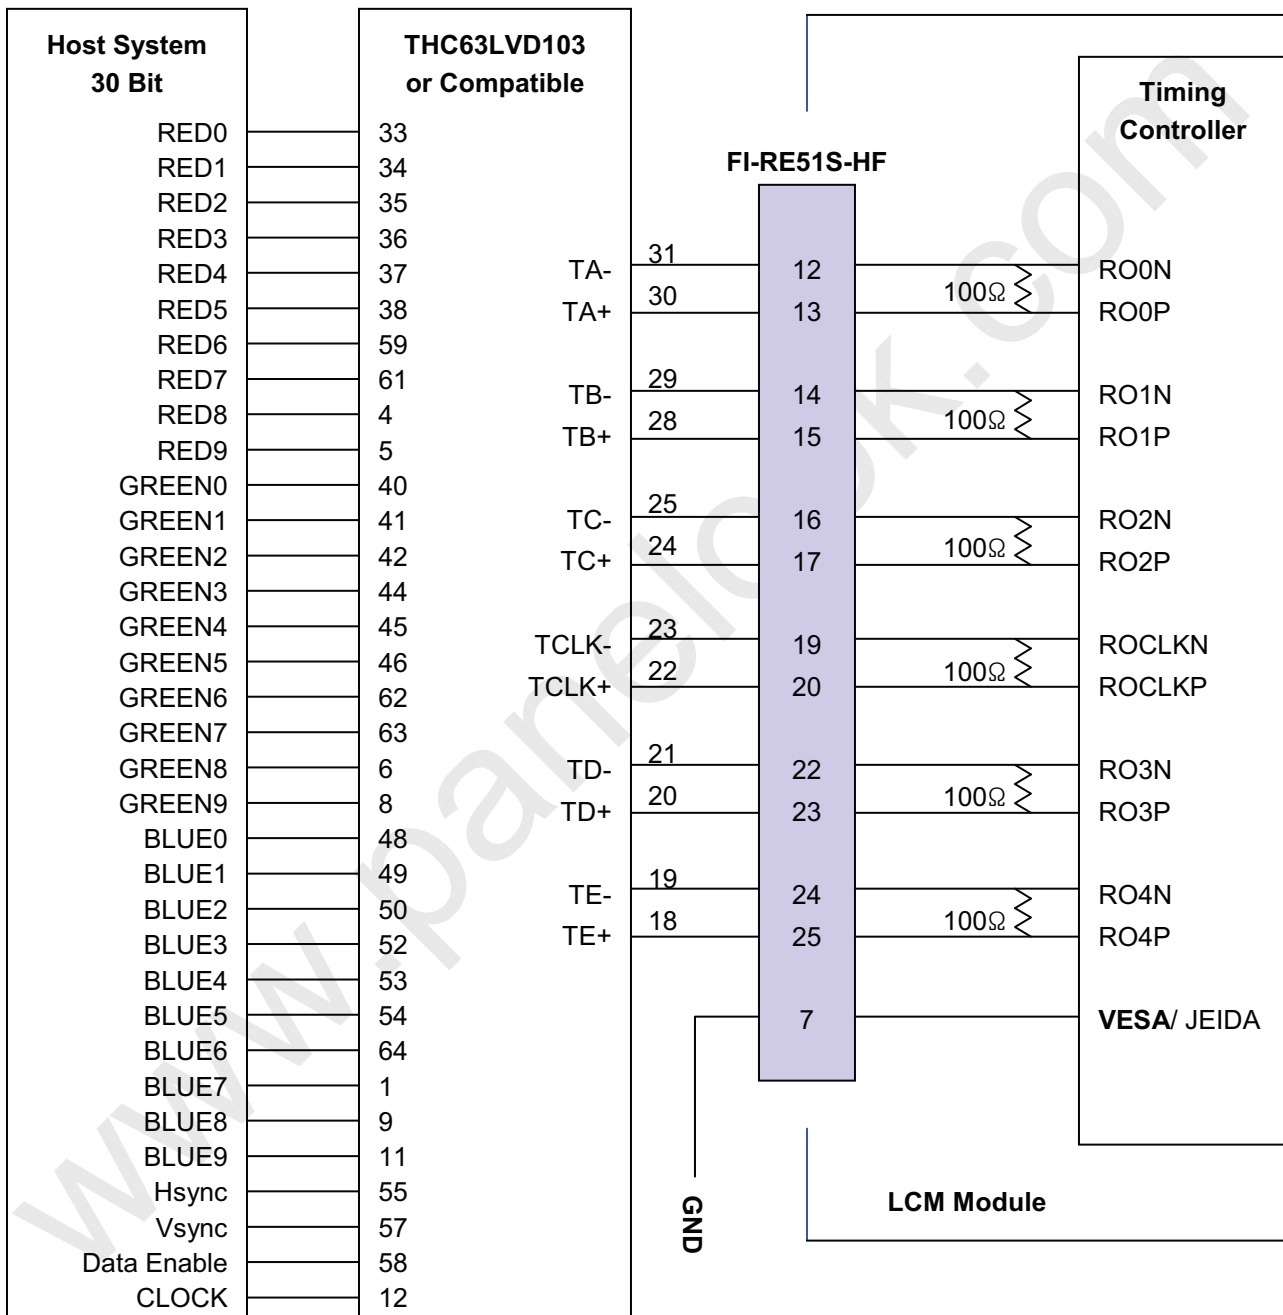 Host System
30 Bit
RED0 33
RED1 34
RED2 35
RED3 36
RED4 37
RED5 38
RED6 59
RED7 61
RED8 4
RED9 5
GREEN0 40
GREEN1 41
GREEN2 42
GREEN3 44
GREEN4 45
GREEN5 46
GREEN6 62
GREEN7 63
GREEN8 6
GREEN9 8
BLUE0 48
BLUE1 49
BLUE2 50
BLUE3 52
BLUE4 53
BLUE5 54
BLUE6 64
BLUE7 1
BLUE8 9
BLUE9 11
Hsync 55
Vsync 57
Data Enable 58
CLOCK 12
THC63LVD103
or Compatible
FI-RE51S-HF
Timing
Controller
TA- 31 12 RO0N
100Ω
TA+ 30 13 RO0P
TB- 29 14 RO1N
100Ω
TB+ 28 15 RO1P
TC- 25 16 RO2N
100Ω
TC+ 24 17 RO2P
TCLK- 23 19 ROCLKN
100Ω
TCLK+ 22 20 ROCLKP
TD- 21 22 RO3N
100Ω
TD+ 20 23 RO3P
TE- 19 24 RO4N
100Ω
TE+ 18 25 RO4P
7 VESA/ JEIDA
GND
LCM Module
www.panelook.com